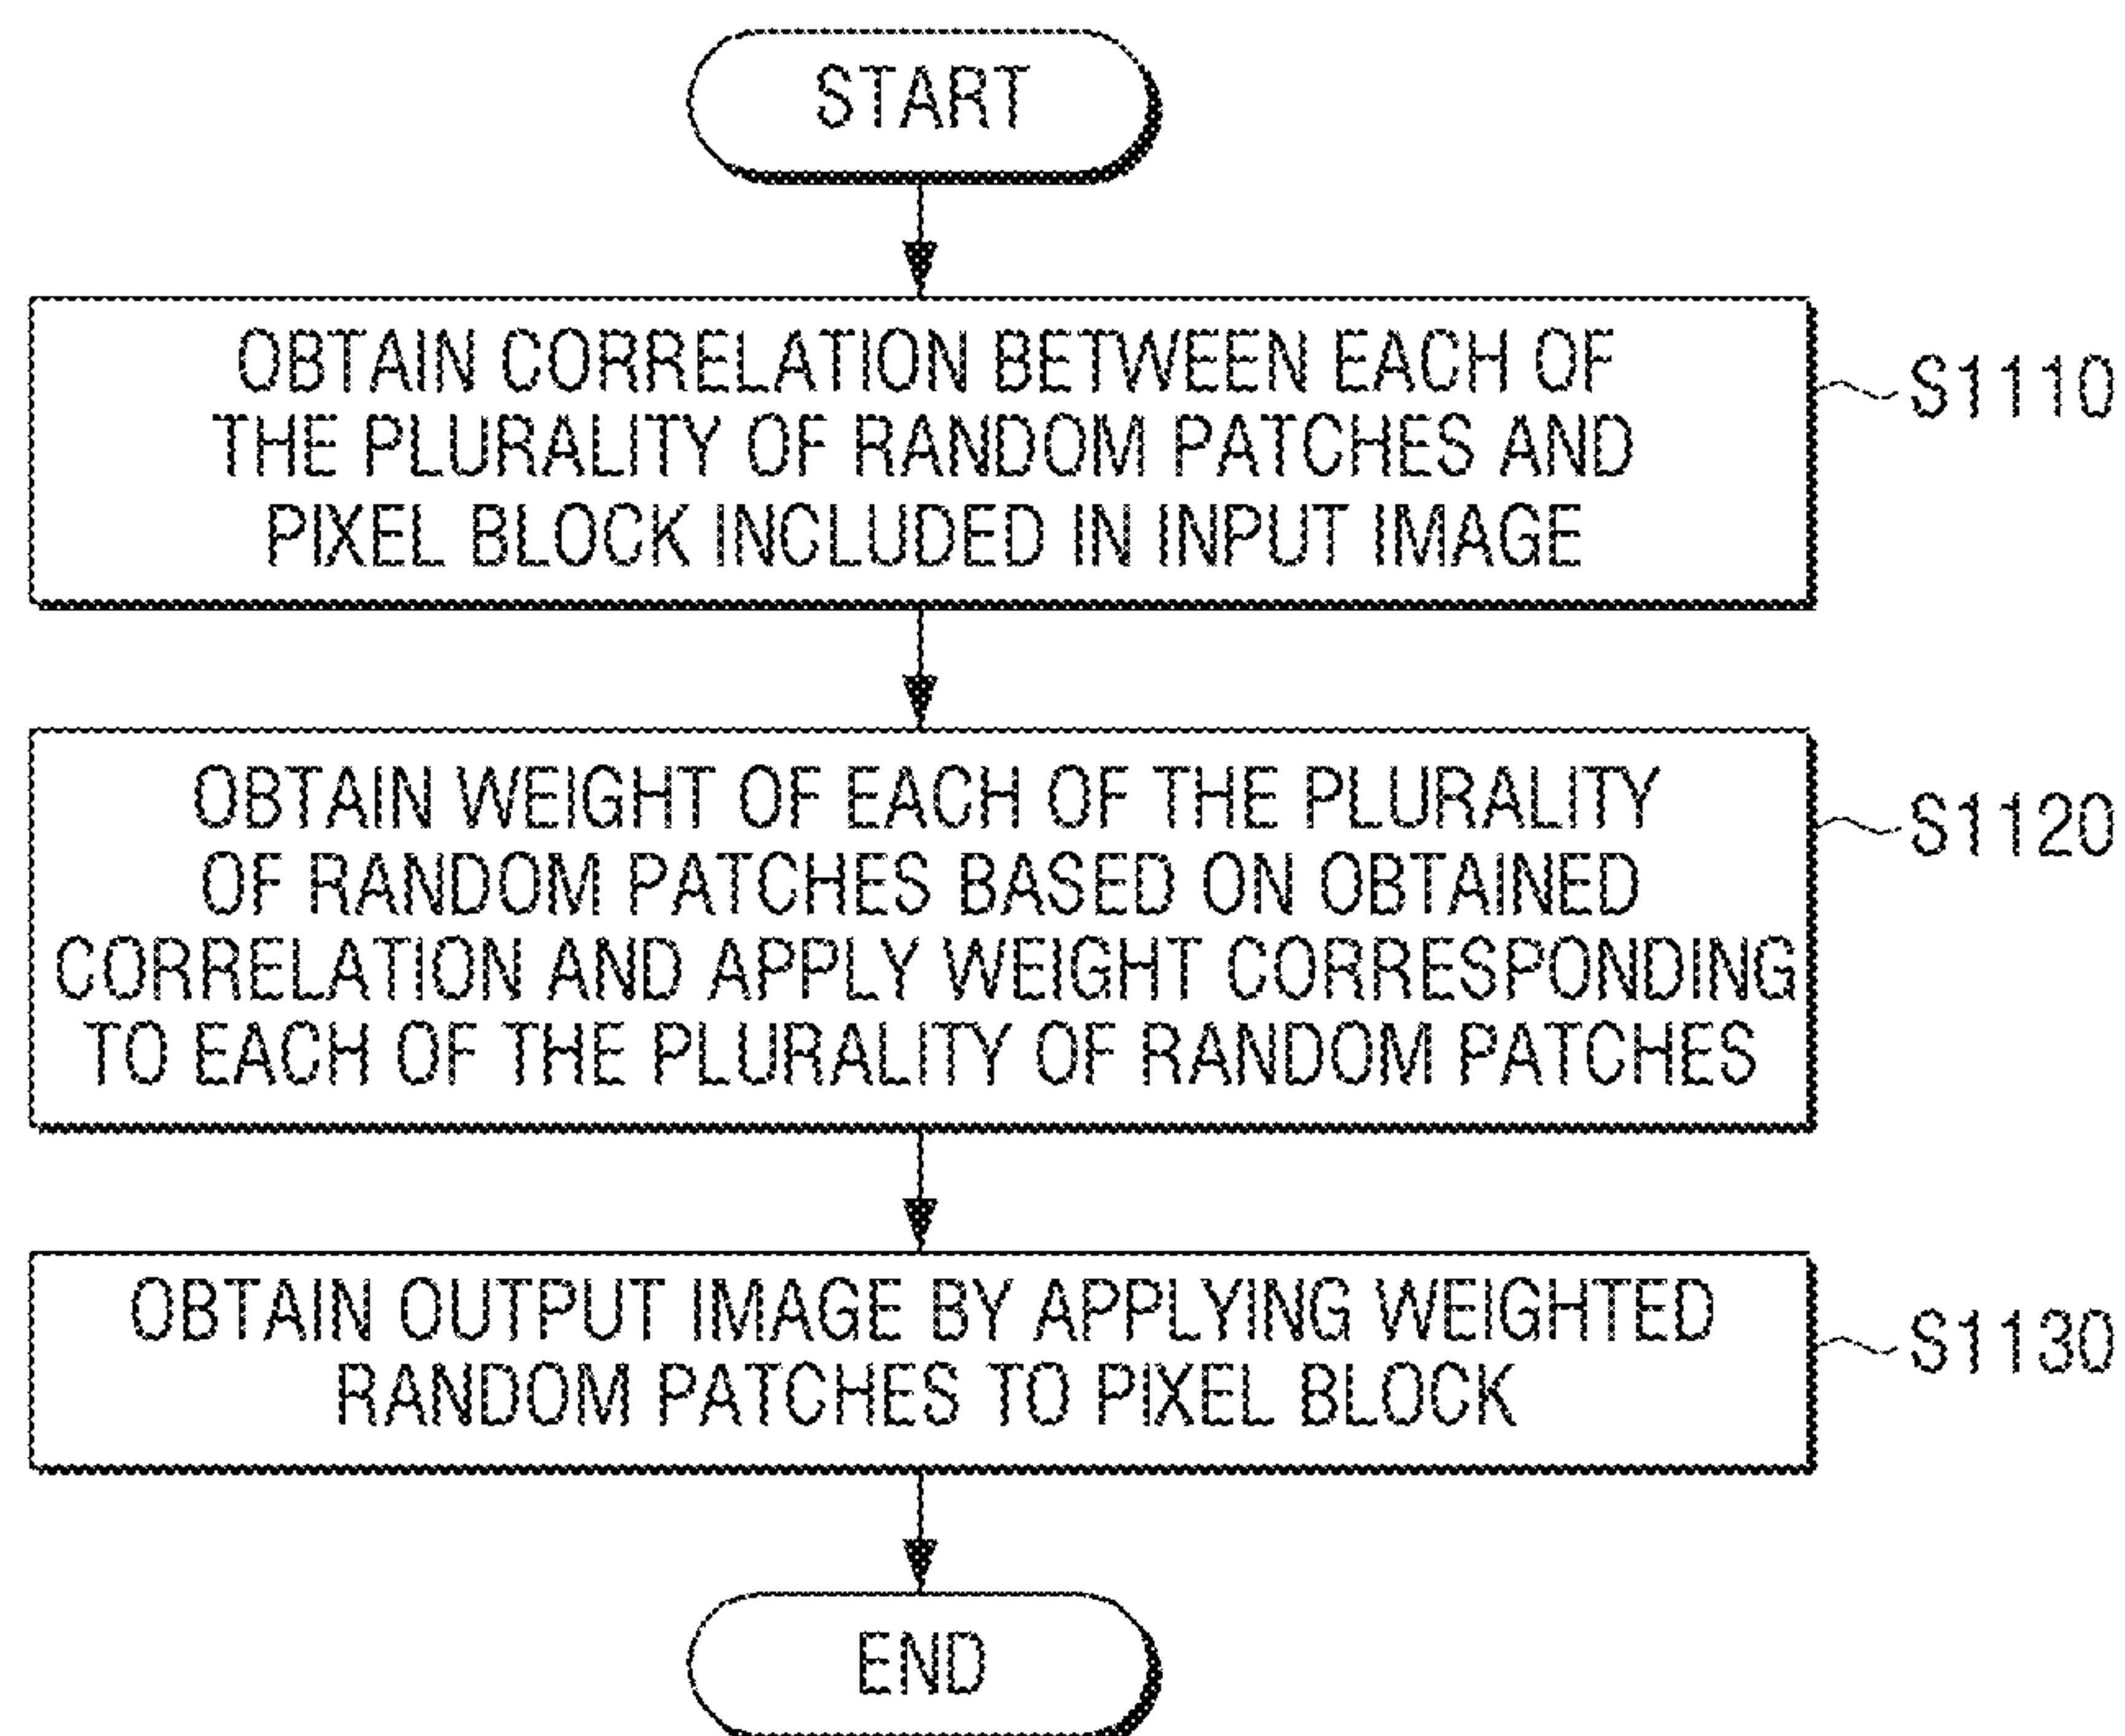 START
OBTAIN CORRELATION BETWEEN EACH OF
THE PLURALITY OF RANDOM PATCHES AND
PIXEL BLOCK INCLUDED IN INPUT IMAGE
S1110
OBTAIN WEIGHT OF EACH OF THE PLURALITY
OF RANDOM PATCHES BASED ON OBTAINED
CORRELATION AND APPLY WEIGHT CORRESPONDING
TO EACH OF THE PLURALITY OF RANDOM PATCHES
S1120
OBTAIN OUTPUT IMAGE BY APPLYING WEIGHTED
RANDOM PATCHES TO PIXEL BLOCK
S1130
END